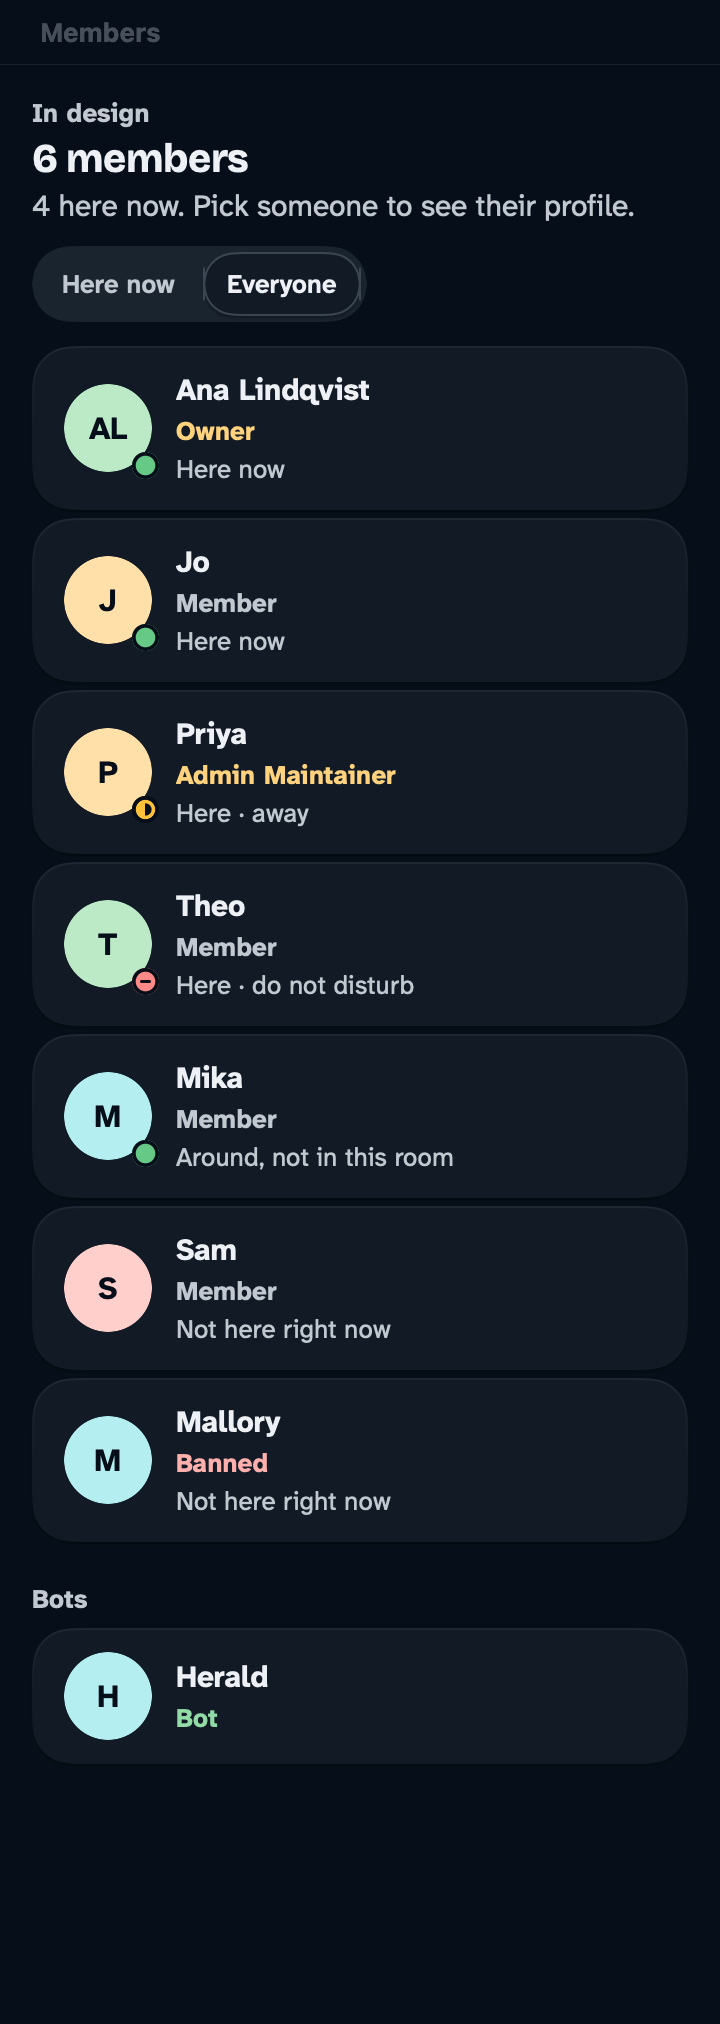 Members
In design
6 members
4 here now. Pick someone to see their profile.
Here now
Everyone
AL
Ana Lindqvist
Owner
Here now
J
Jo
Member
Here now
P
Priya
Admin Maintainer
Here · away
T
Theo
Member
Here · do not disturb
M
Mika
Member
Around, not in this room
S
Sam
Member
Not here right now
M
Mallory
Banned
Not here right now
Bots
H
Herald
Bot